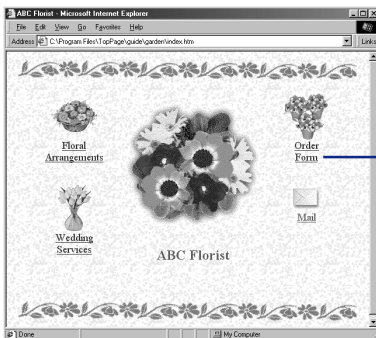 ABC Florist - Microsoft Internet Explorer
File Edit View Go Favorites Help
Address C:\Program Files\TopPage\guide\garden\index.htm Links
Floral
Arrangements
Order
Form
Wedding
Services
Mail
ABC Florist
Done My Computer